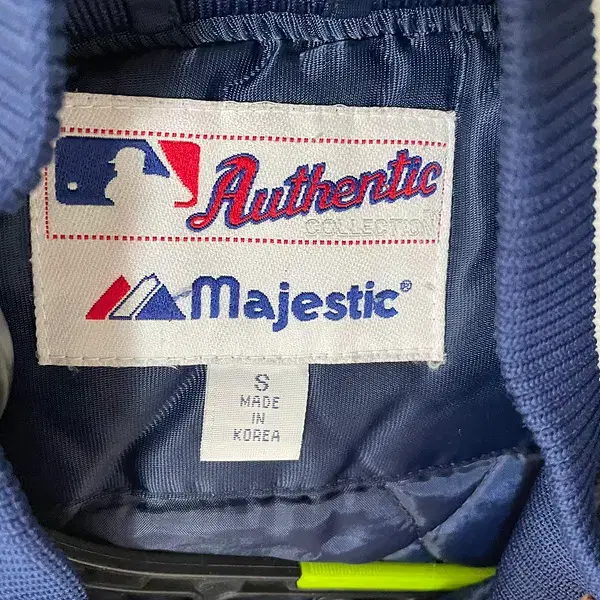 Authentic
COLLECTION
Majestic®
S
MADE
IN
KOREA